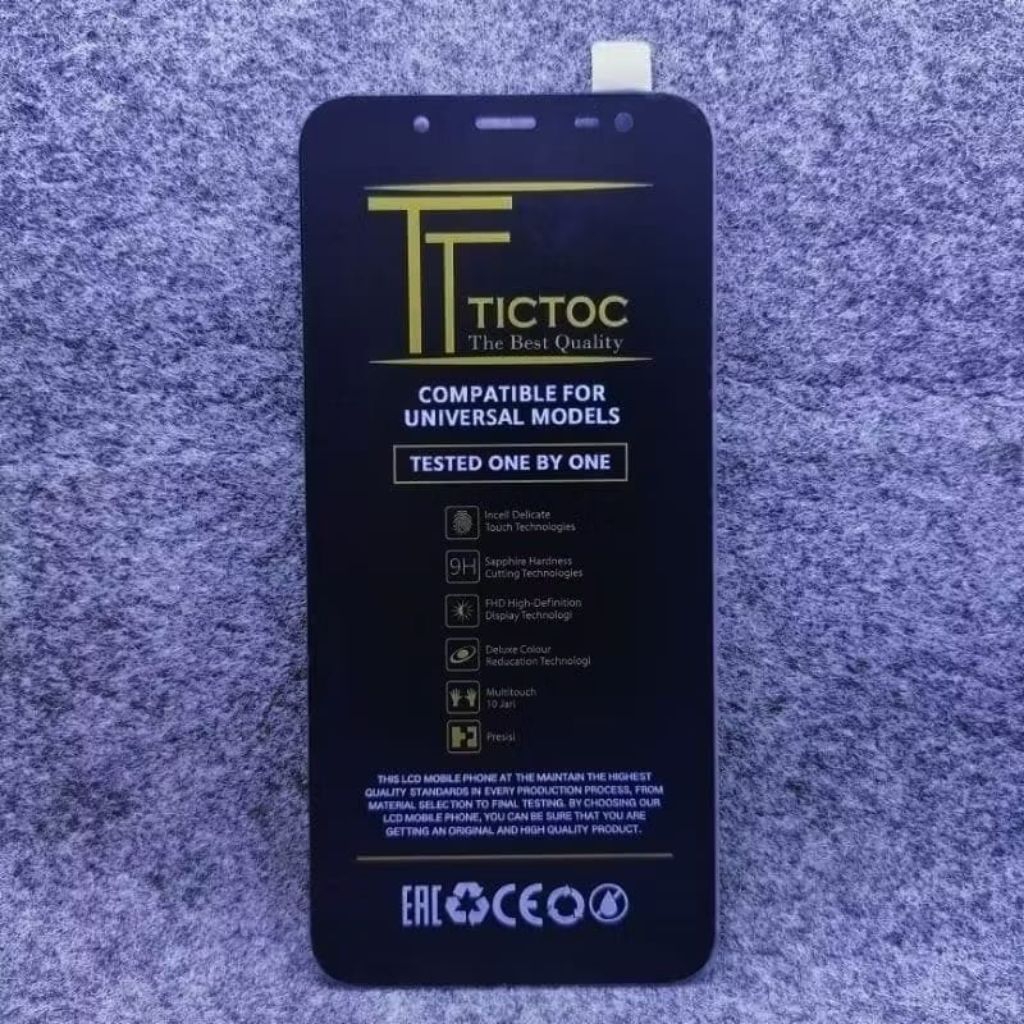 TT
TICTOC
The Best Quality
COMPATIBLE FOR
UNIVERSAL MODELS
TESTED ONE BY ONE
Incell Delicate
Touch Technologies
9H
Sapphire Hardness
Cutting Technologies
FHD High-Definition
Display Technologi
Deluxe Colour
Reducation Technologi
Multitouch
10 Jari
Presisi
THIS LCD MOBILE PHONE AT THE MAINTAIN THE HIGHEST
QUALITY STANDARDS IN EVERY PRODUCTION PROCESS, FROM
MATERIAL SELECTION TO FINAL TESTING. BY CHOOSING OUR
LCD MOBILE PHONE, YOU CAN BE SURE THAT YOU ARE
GETTING AN ORIGINAL AND HIGH QUALITY PRODUCT.
EAC CE